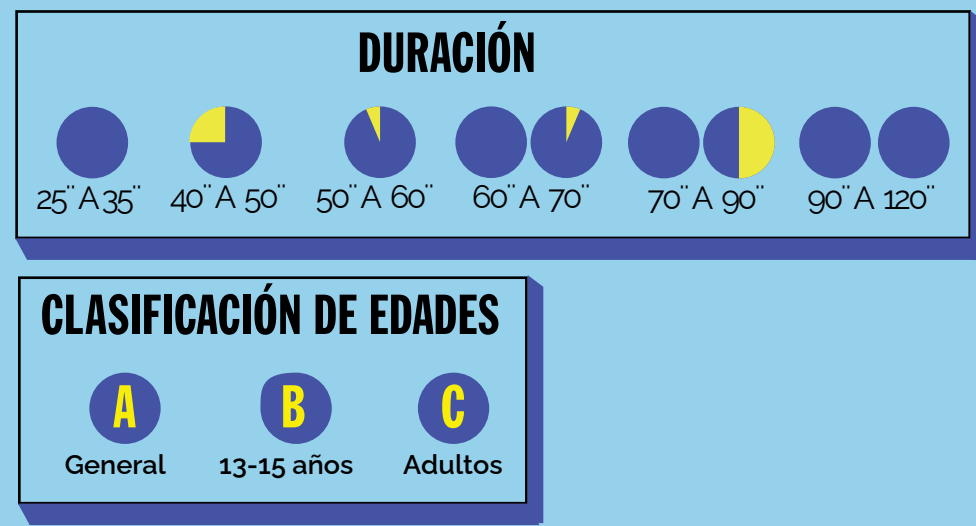 DURACIÓN
25¨ A 35¨ 40¨ A 50¨ 50¨ A 60¨ 60¨ A 70¨ 70¨ A 90¨ 90¨ A 120¨
CLASIFICACIÓN DE EDADES
A B C
General 13-15 años Adultos